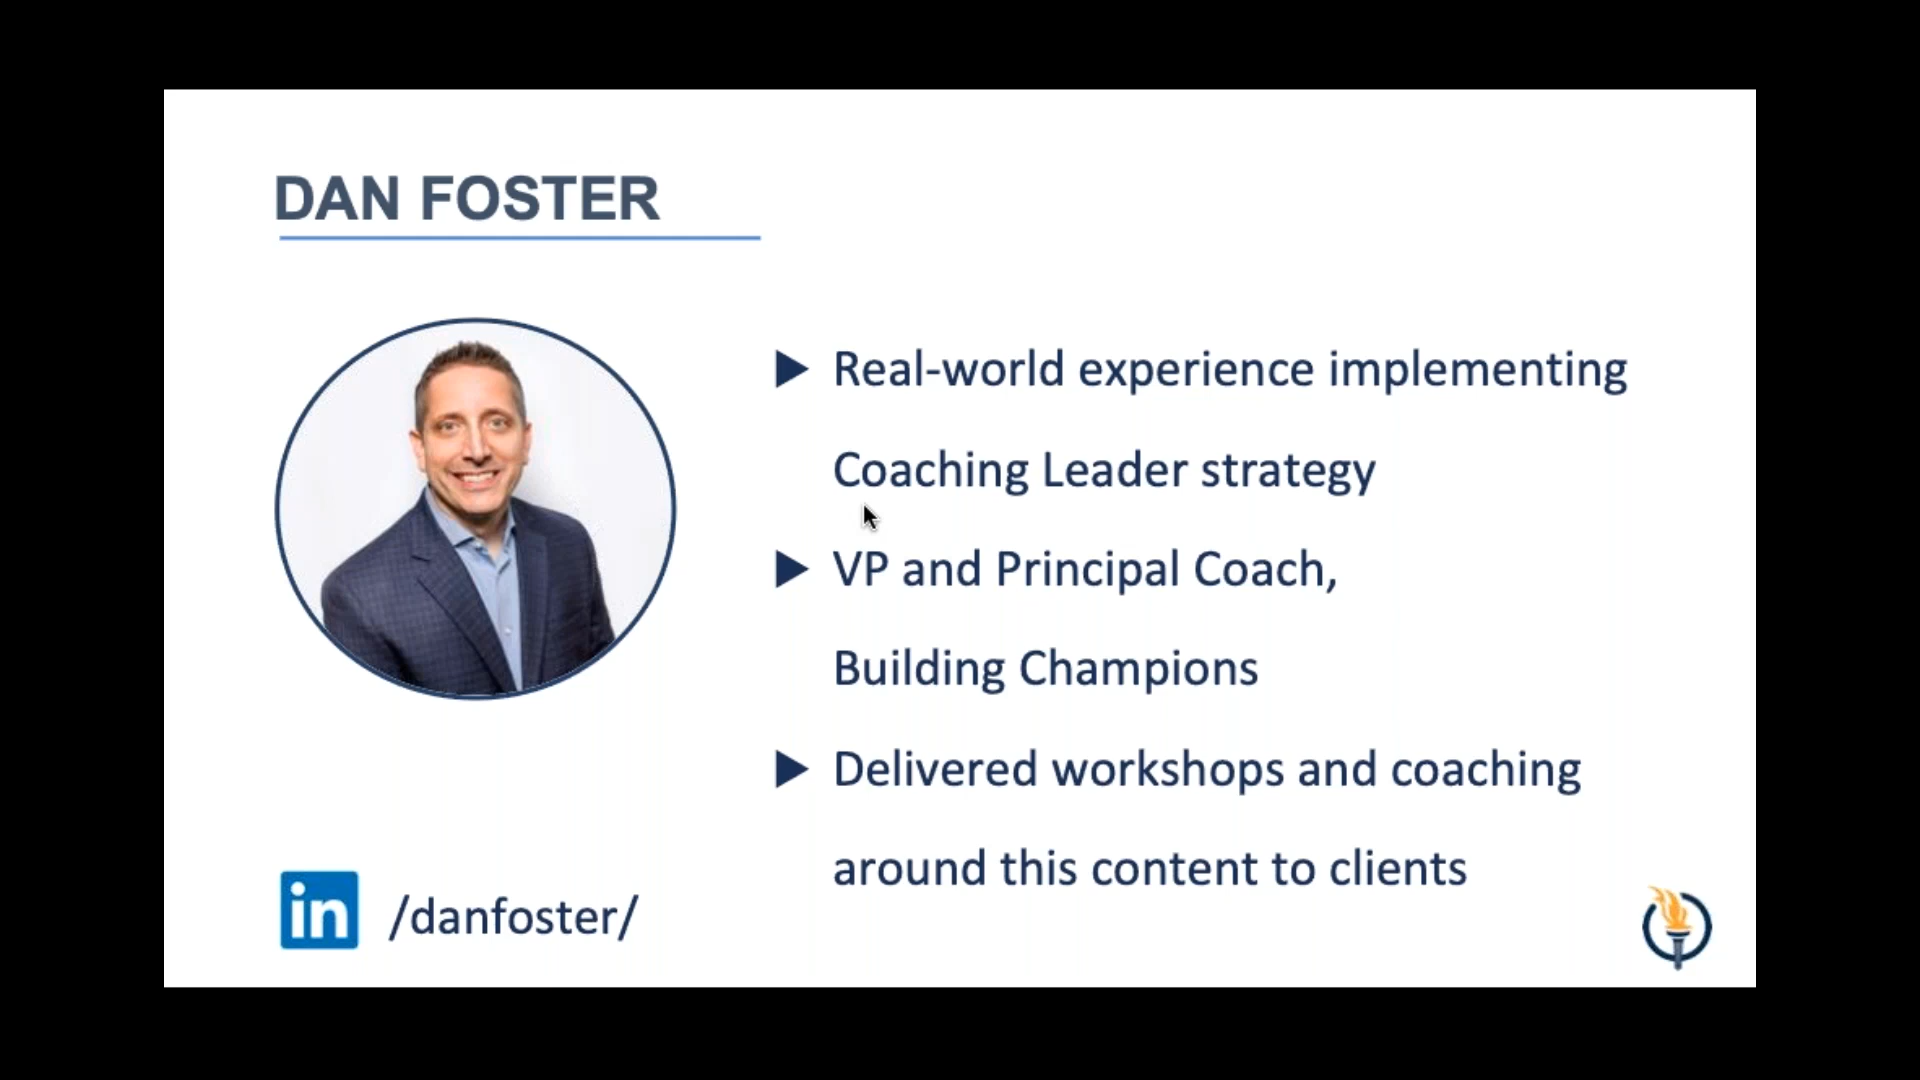 DAN FOSTER
Real-world experience implementing
Coaching Leader strategy
VP and Principal Coach,
Building Champions
Delivered workshops and coaching
around this content to clients
in /danfoster/